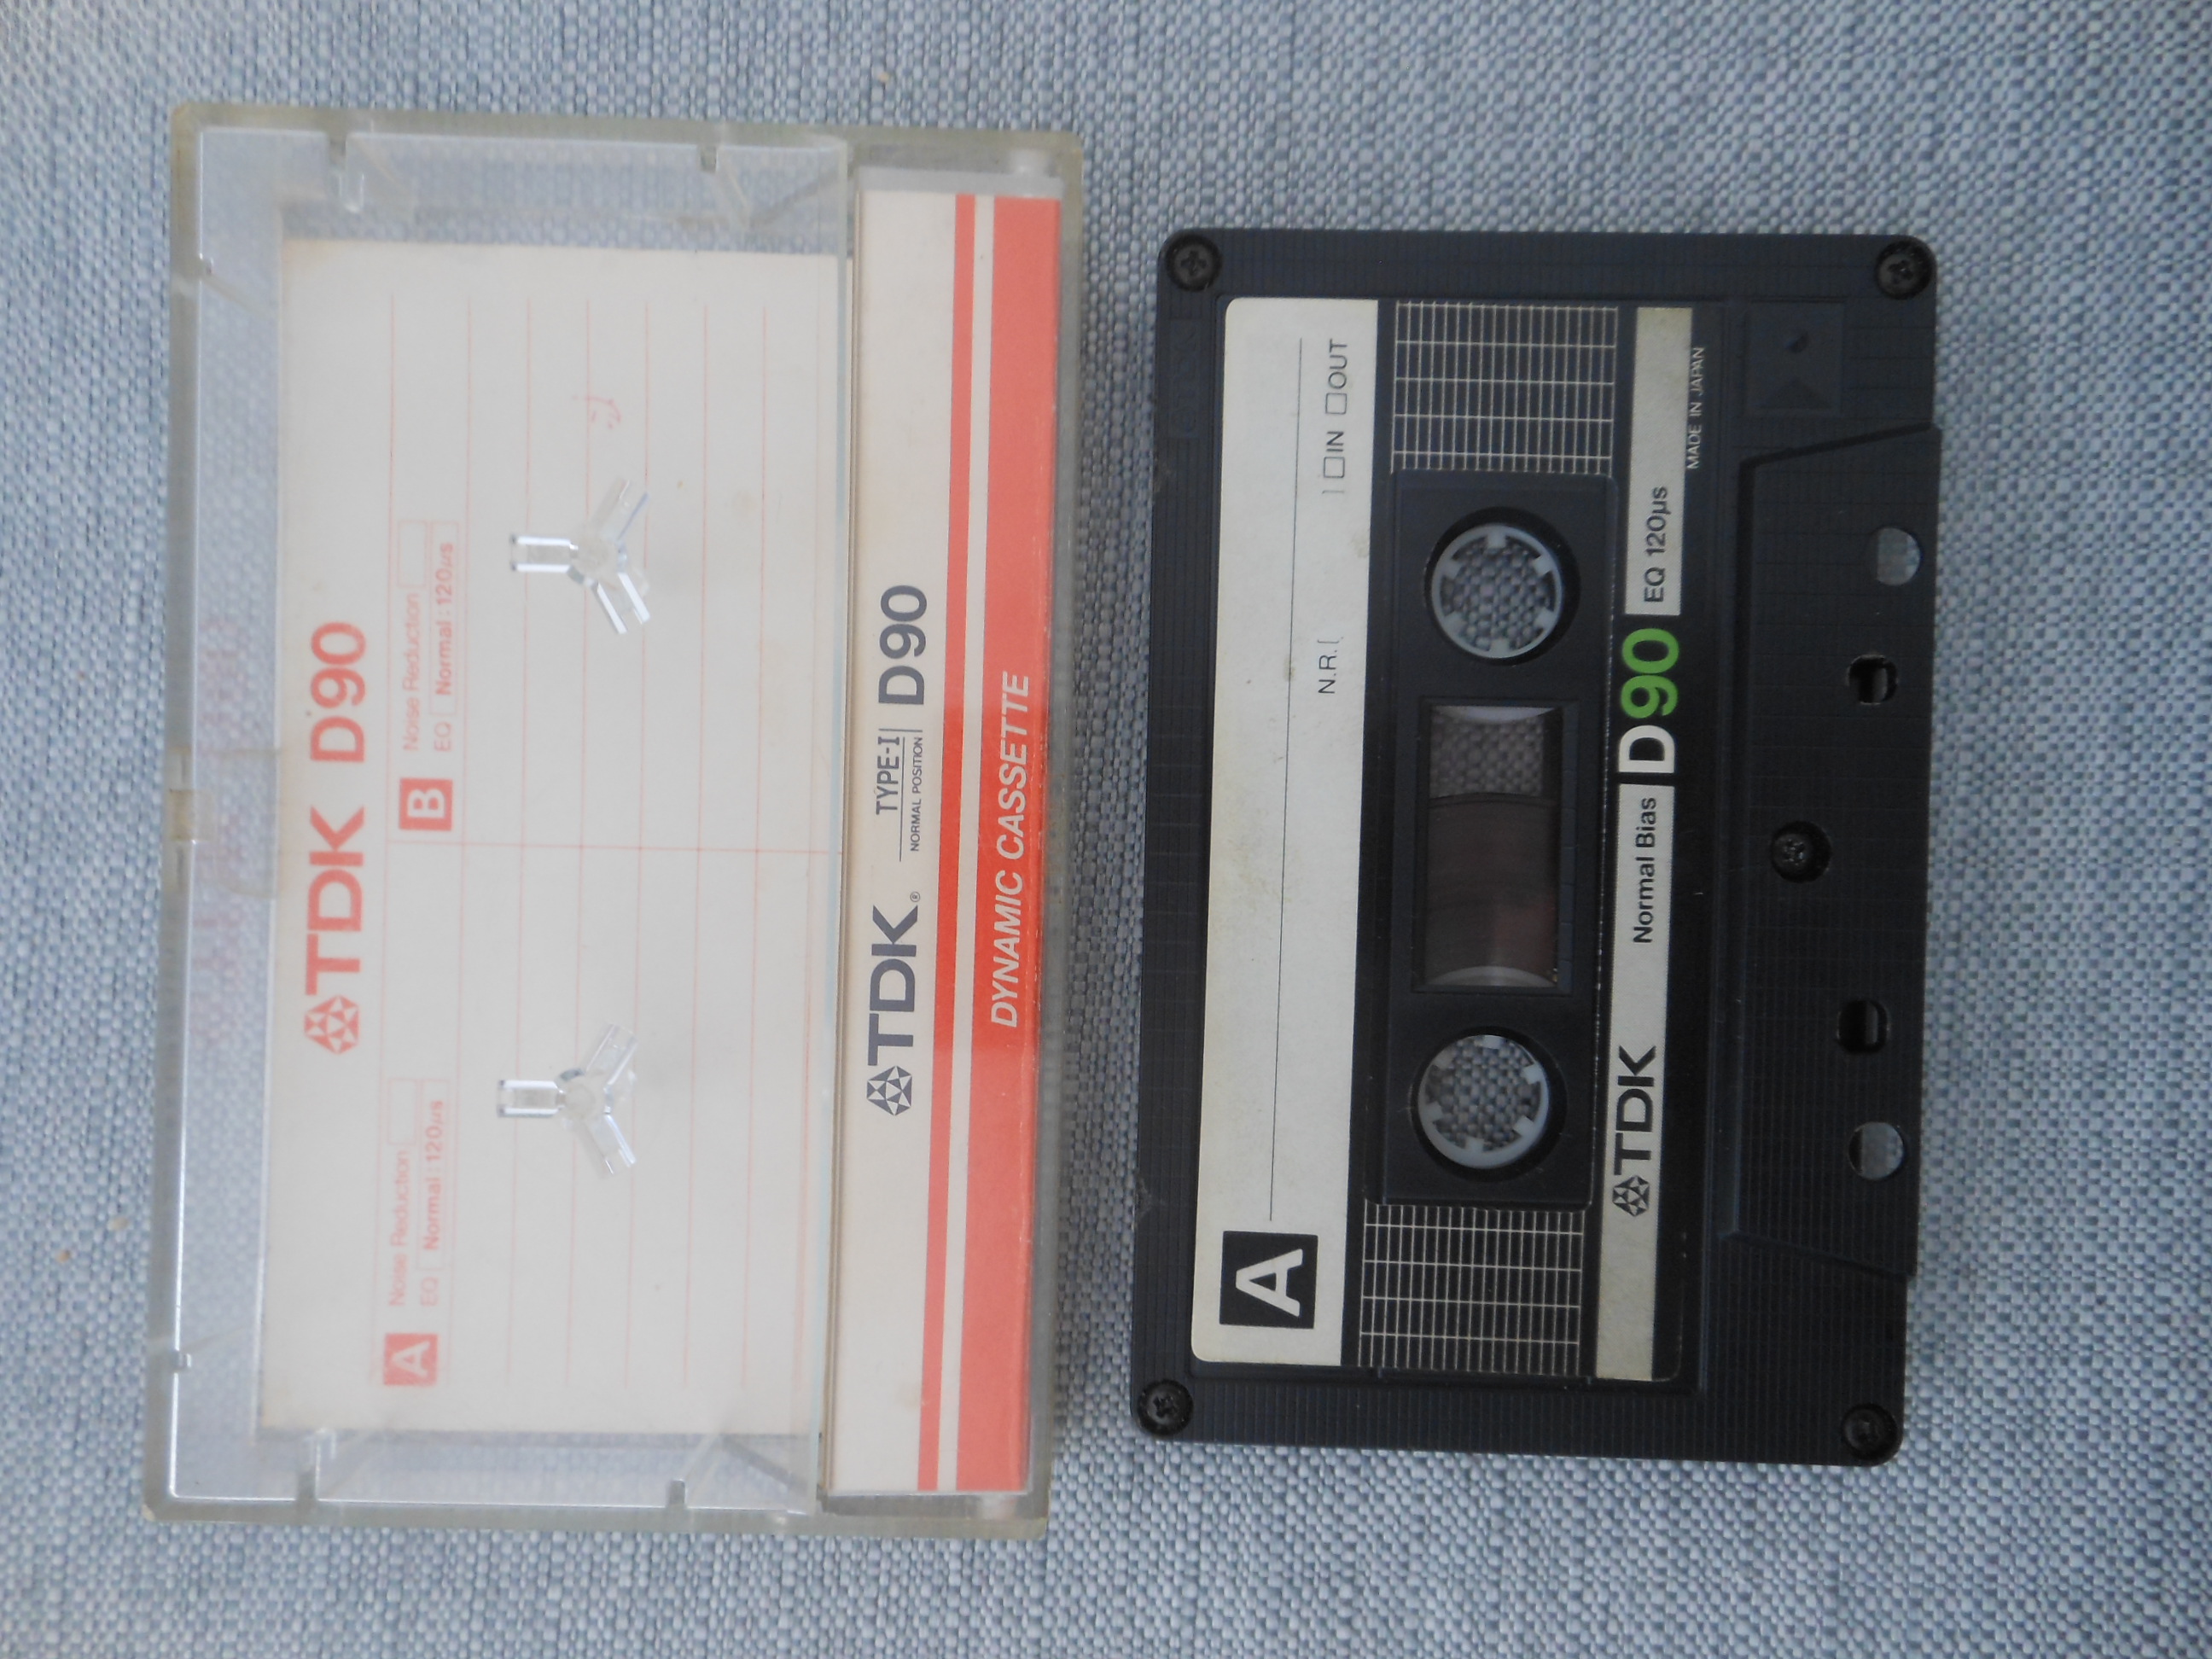 TDK D90
A
Noise Reduction
EQ Normal : 120µs
B
Noise Reduction
EQ Normal : 120µs
TDK® TYPE-I D90
NORMAL POSITION
DYNAMIC CASSETTE
A
N.R.[ ] □IN □OUT
TDK Normal Bias D90 EQ 120µs
MADE IN JAPAN